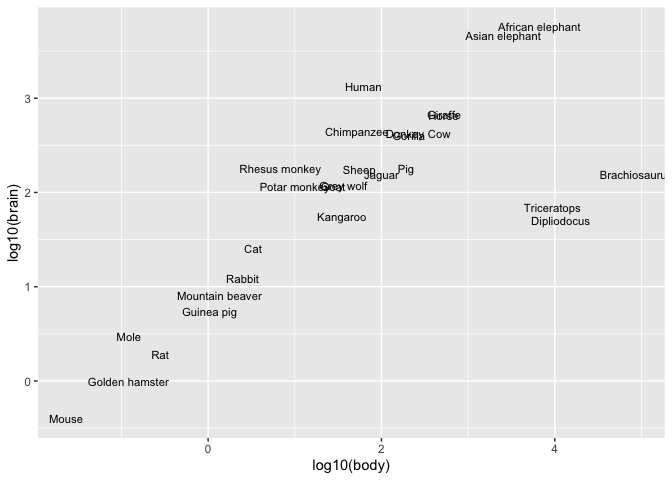 African elephant
Asian elephant
3
Human
Giraffe
Horse
Chimpanzee
Donkey
Gorilla
Cow
Rhesus monkey
Sheep
Jaguar
Pig
Brachiosauru
Potar monkey
Goat
Grey wolf
2
Triceratops
Dipliodocus
Kangaroo
Cat
Rabbit
1
Mountain beaver
Guinea pig
Mole
Rat
Golden hamster
0
Mouse
log10(brain)
0
2
4
log10(body)